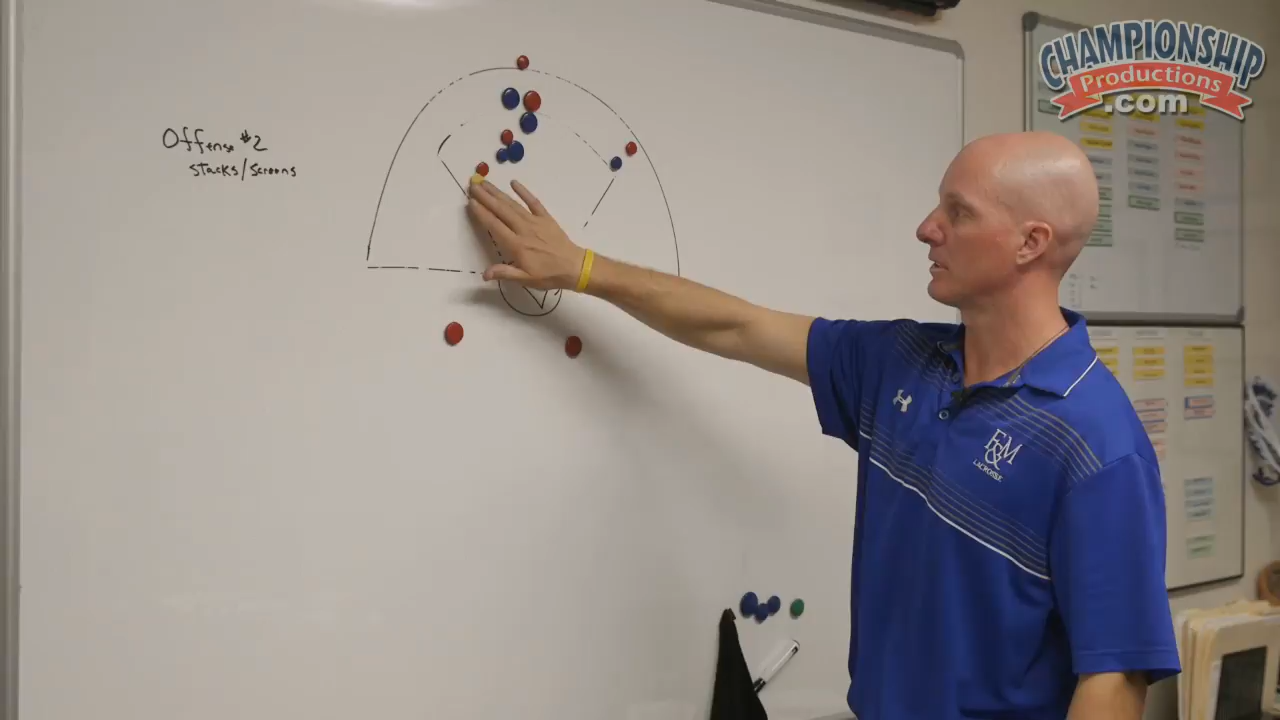 Offense #2
stacks/screens
CHAMPIONSHIP
Productions
.com
F&M
LACROSSE